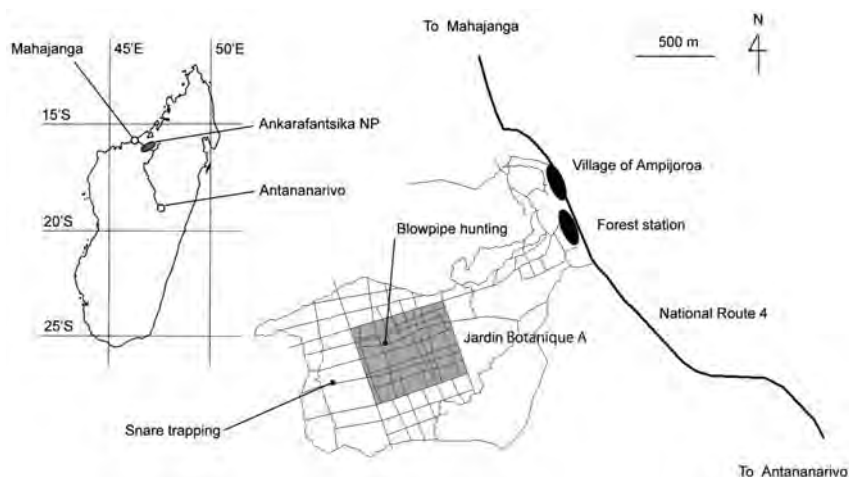 To Mahajanga
N
500 m
45'E
50'E
Mahajanga
15'S
Ankarafantsika NP
Antananarivo
20'S
25'S
Village of Ampijoroa
Forest station
Blowpipe hunting
National Route 4
Jardin Botanique A
Snare trapping
To Antananarivo